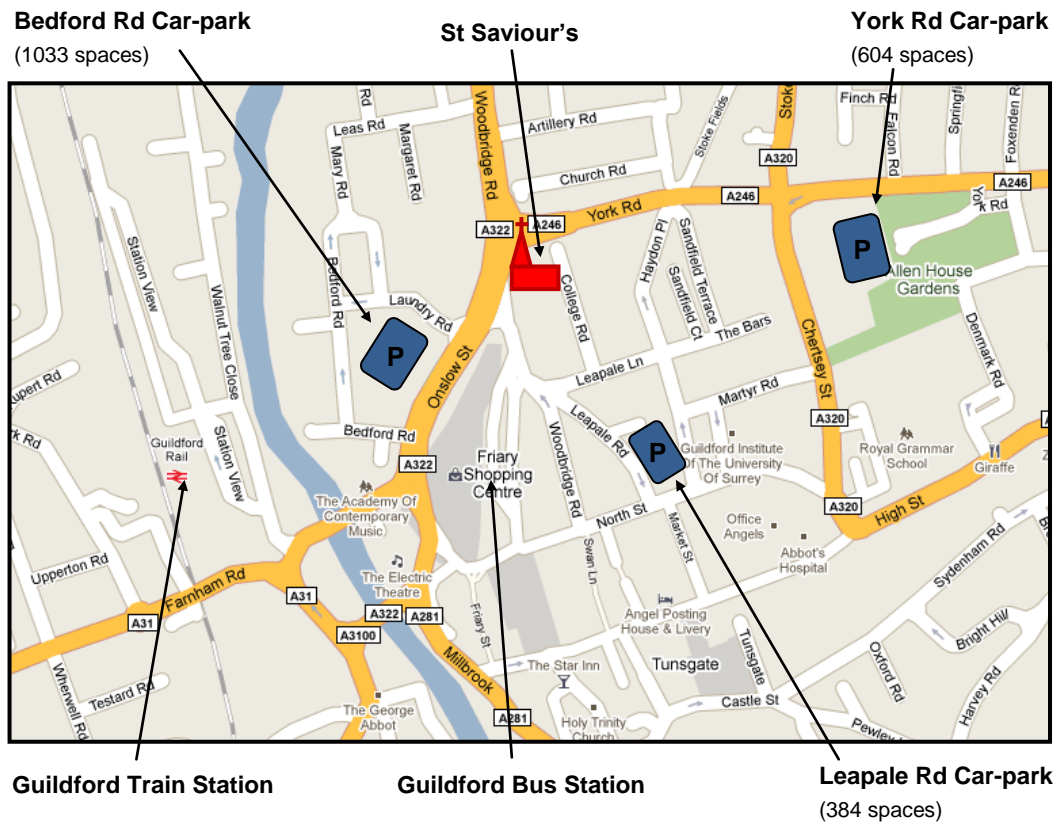 Bedford Rd Car-park
(1033 spaces)
St Saviour's
York Rd Car-park
(604 spaces)
Rd
Leas Rd
Margaret Rd
Mary Rd
Woodbridge Rd
Artillery Rd
Church Rd
Stoke Fields
Stoke
A320
Finch Rd
Falcon Rd
Springfi
Foxenden R
A246
A246
York Rd
A322
A246
York Rd
P
Allen House
Gardens
Station View
Walnut Tree Close
Bedford Rd
Laundry Rd
P
College Rd
Haydon Pl
Sandfield Terrace
Sandfield Ct
The Bars
Chertsey St
Denmark Rd
Onslow St
Leapale Ln
Martyr Rd
upert Rd
rk Rd
Guildford
Rail
Station View
Bedford Rd
A322
Friary
Shopping
Centre
Woodbridge Rd
Leapale Rd
P
Guildford Institute
Of The University
Of Surrey
A320
Royal Grammar
School
Giraffe
A320
High St
The Academy Of
Contemporary
Music
North St
Market St
Office
Angels
Abbot's
Hospital
Sydenham Rd
Upperton Rd
Farnham Rd
A31
A31
The Electric
Theatre
A322
A281
A3100
Friary St
Swan Ln
Angel Posting
House & Livery
Tunsgate
Tunsgate
Bright Hil
Oxford Rd
Harvey Rd
Wherwell Rd
Testard Rd
The George
Abbot
Millbrook
A281
The Star Inn
Holy Trinity
Church
Castle St
Pewley
Guildford Train Station
Guildford Bus Station
Leapale Rd Car-park
(384 spaces)